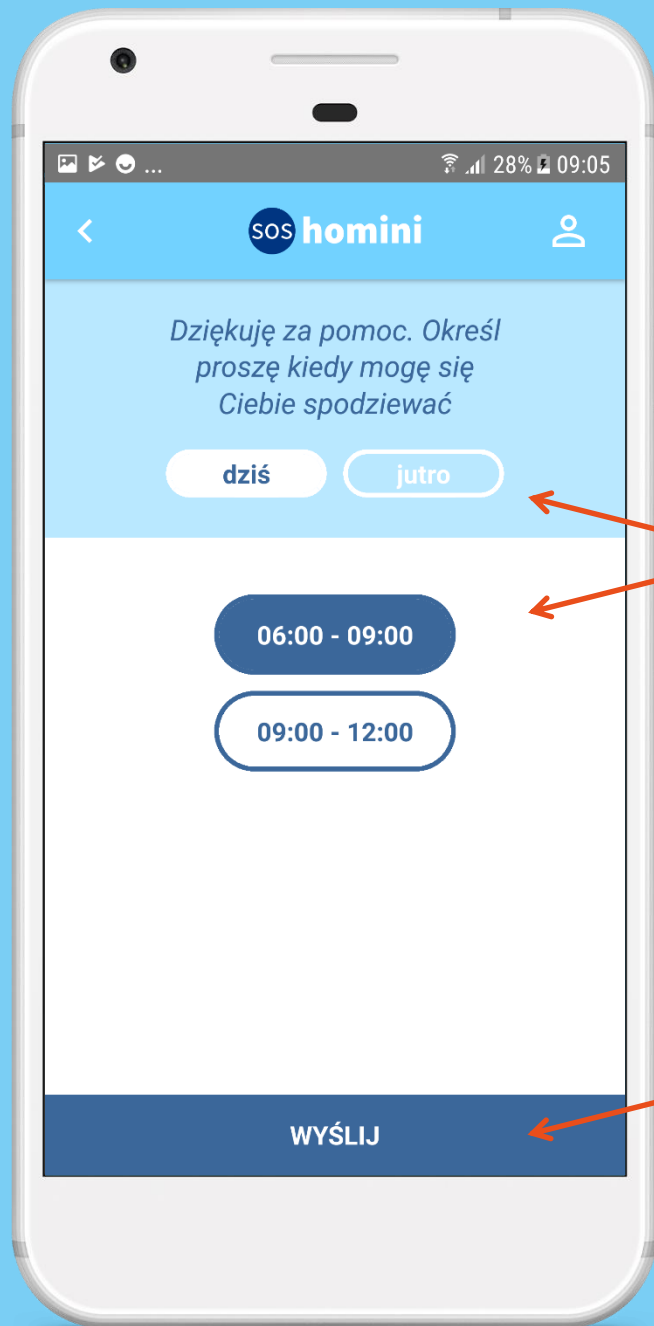 ... 28% 09:05
SOS homini
Dziękuję za pomoc. Określ
proszę kiedy mogę się
Ciebie spodziewać
dziś jutro
06:00 - 09:00
09:00 - 12:00
WYŚLIJ